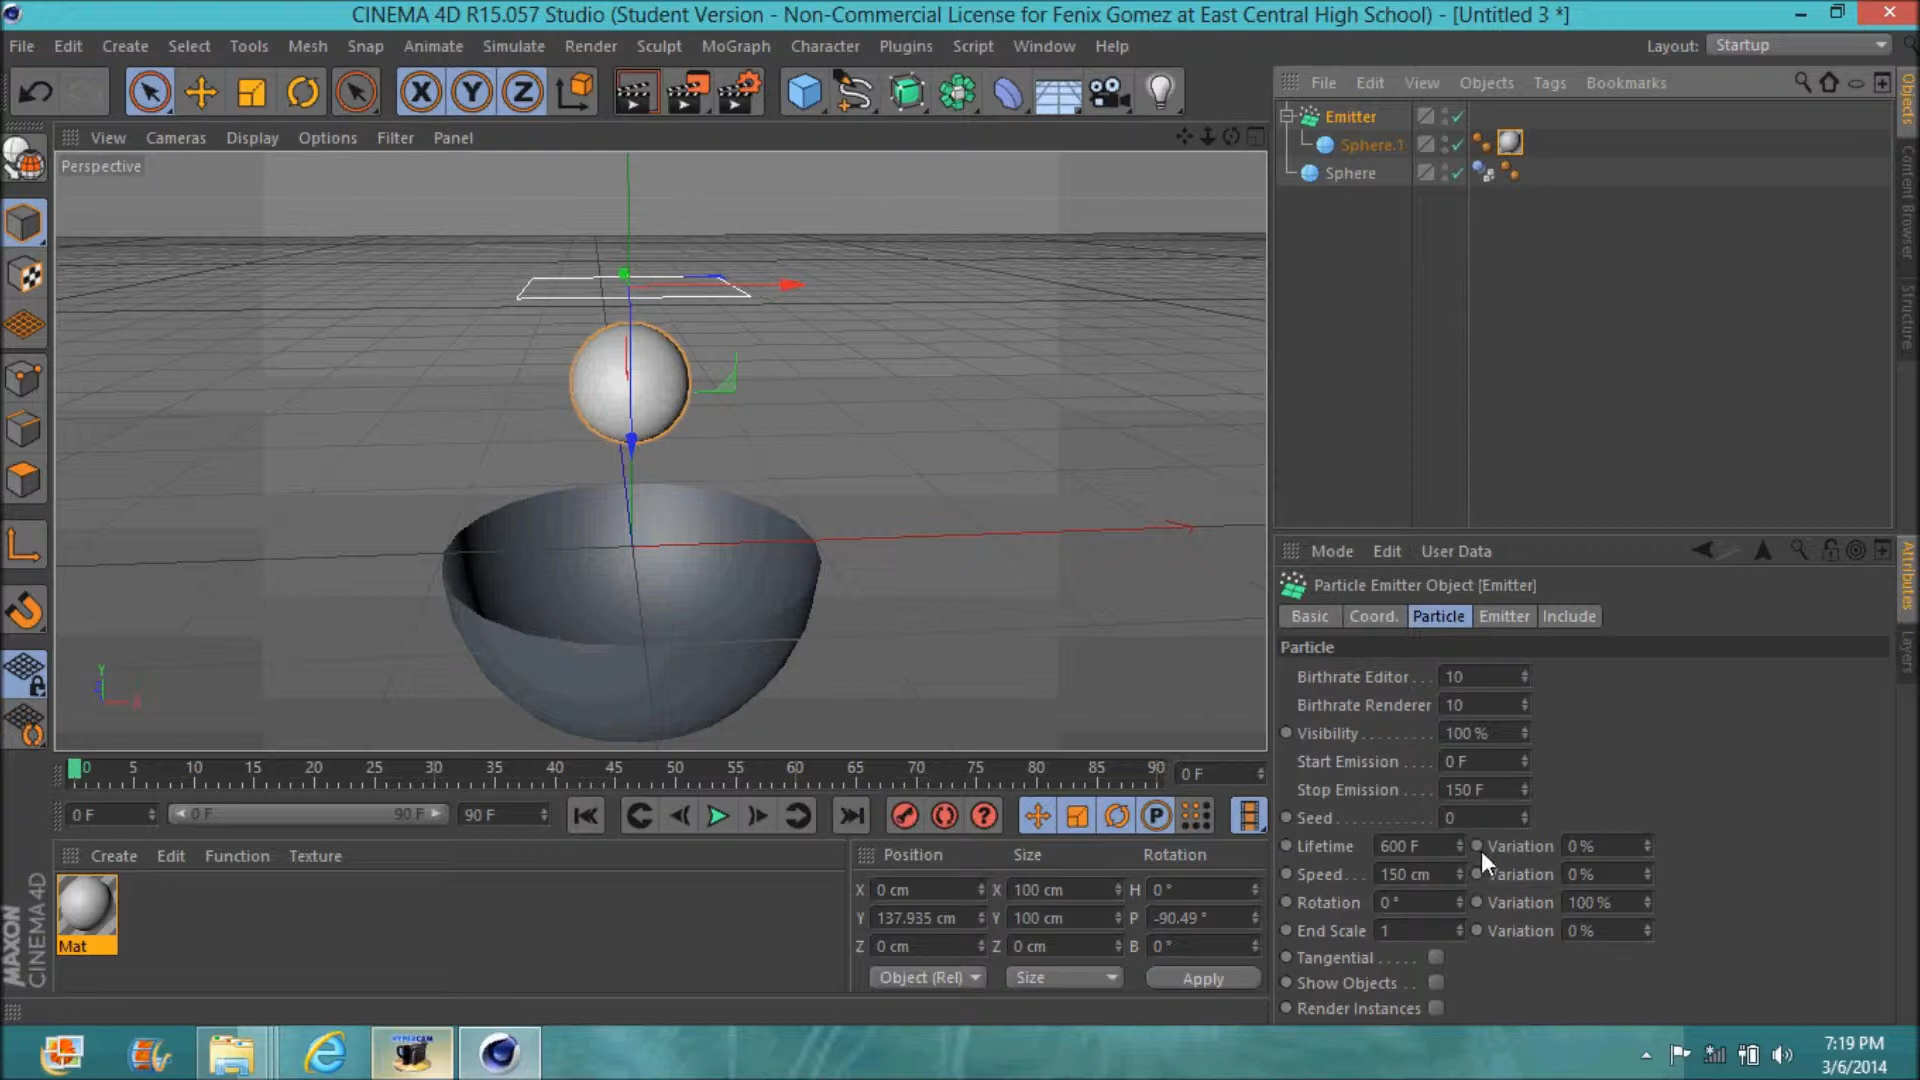 CINEMA 4D R15.057 Studio (Student Version - Non-Commercial License for Fenix Gomez at East Central High School) - [Untitled 3 *]
File Edit Create Select Tools Mesh Snap Animate Simulate Render Sculpt MoGraph Character Plugins Script Window Help
Layout: Startup
X Y Z
File Edit View Objects Tags Bookmarks
View Cameras Display Options Filter Panel
Perspective
Emitter
Sphere.1
Sphere
Objects
Content Browser
Structure
Mode Edit User Data
Particle Emitter Object [Emitter]
Basic Coord. Particle Emitter Include
Particle
Birthrate Editor . . . 10
Birthrate Renderer 10
Visibility . . . . . . . . . 100 %
Start Emission . . . . 0 F
Stop Emission . . . . 150 F
Seed . . . . . . . . . . . . 0
Lifetime 600 F Variation 0 %
Speed . . . 150 cm Variation 0 %
Rotation 0 ° Variation 100 %
End Scale 1 Variation 0 %
Tangential . . . . .
Show Objects . .
Render Instances
Attributes
Layers
Y
X
0 5 10 15 20 25 30 35 40 45 50 55 60 65 70 75 80 85 90 0 F
0 F 0 F 90 F 90 F
P
Create Edit Function Texture
Mat
MAXON
CINEMA 4D
Position Size Rotation
X 0 cm X 100 cm H 0 °
Y 137.935 cm Y 100 cm P -90.49 °
Z 0 cm Z 0 cm B 0 °
Object (Rel) Size Apply
HYPERCAM
7:19 PM
3/6/2014